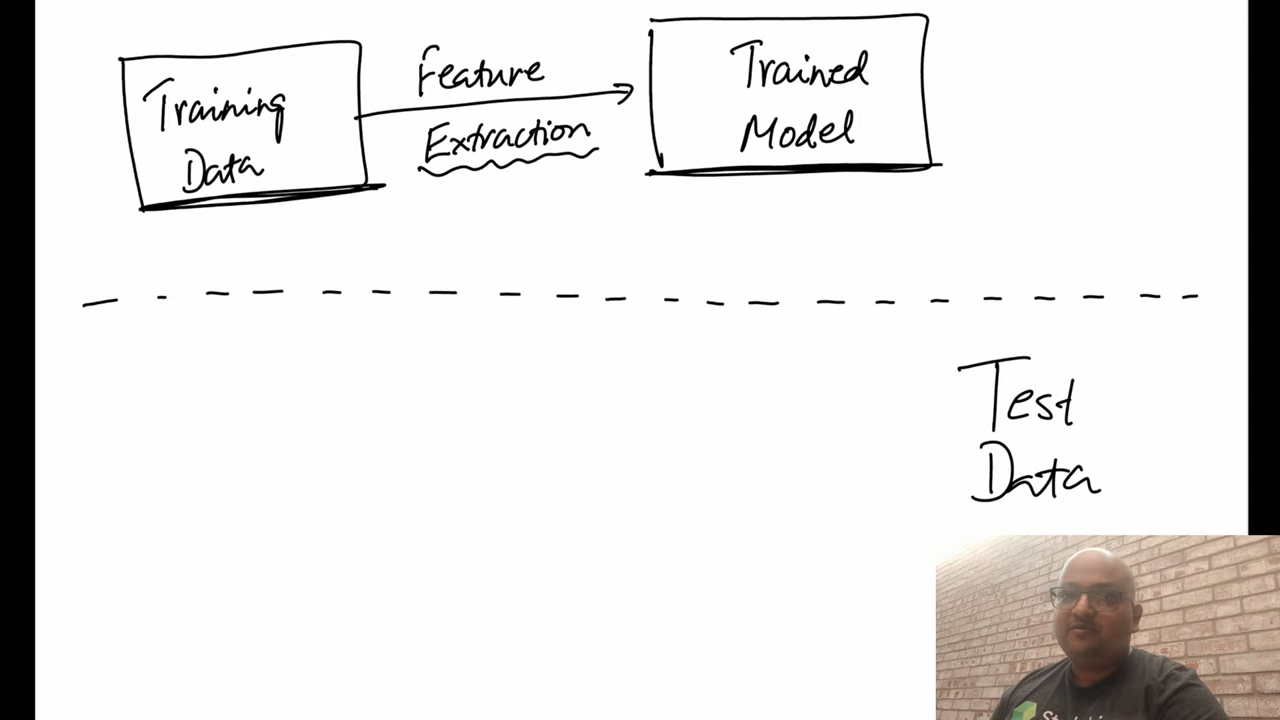 Training
Data
Feature
Extraction
Trained
Model
Test
Data